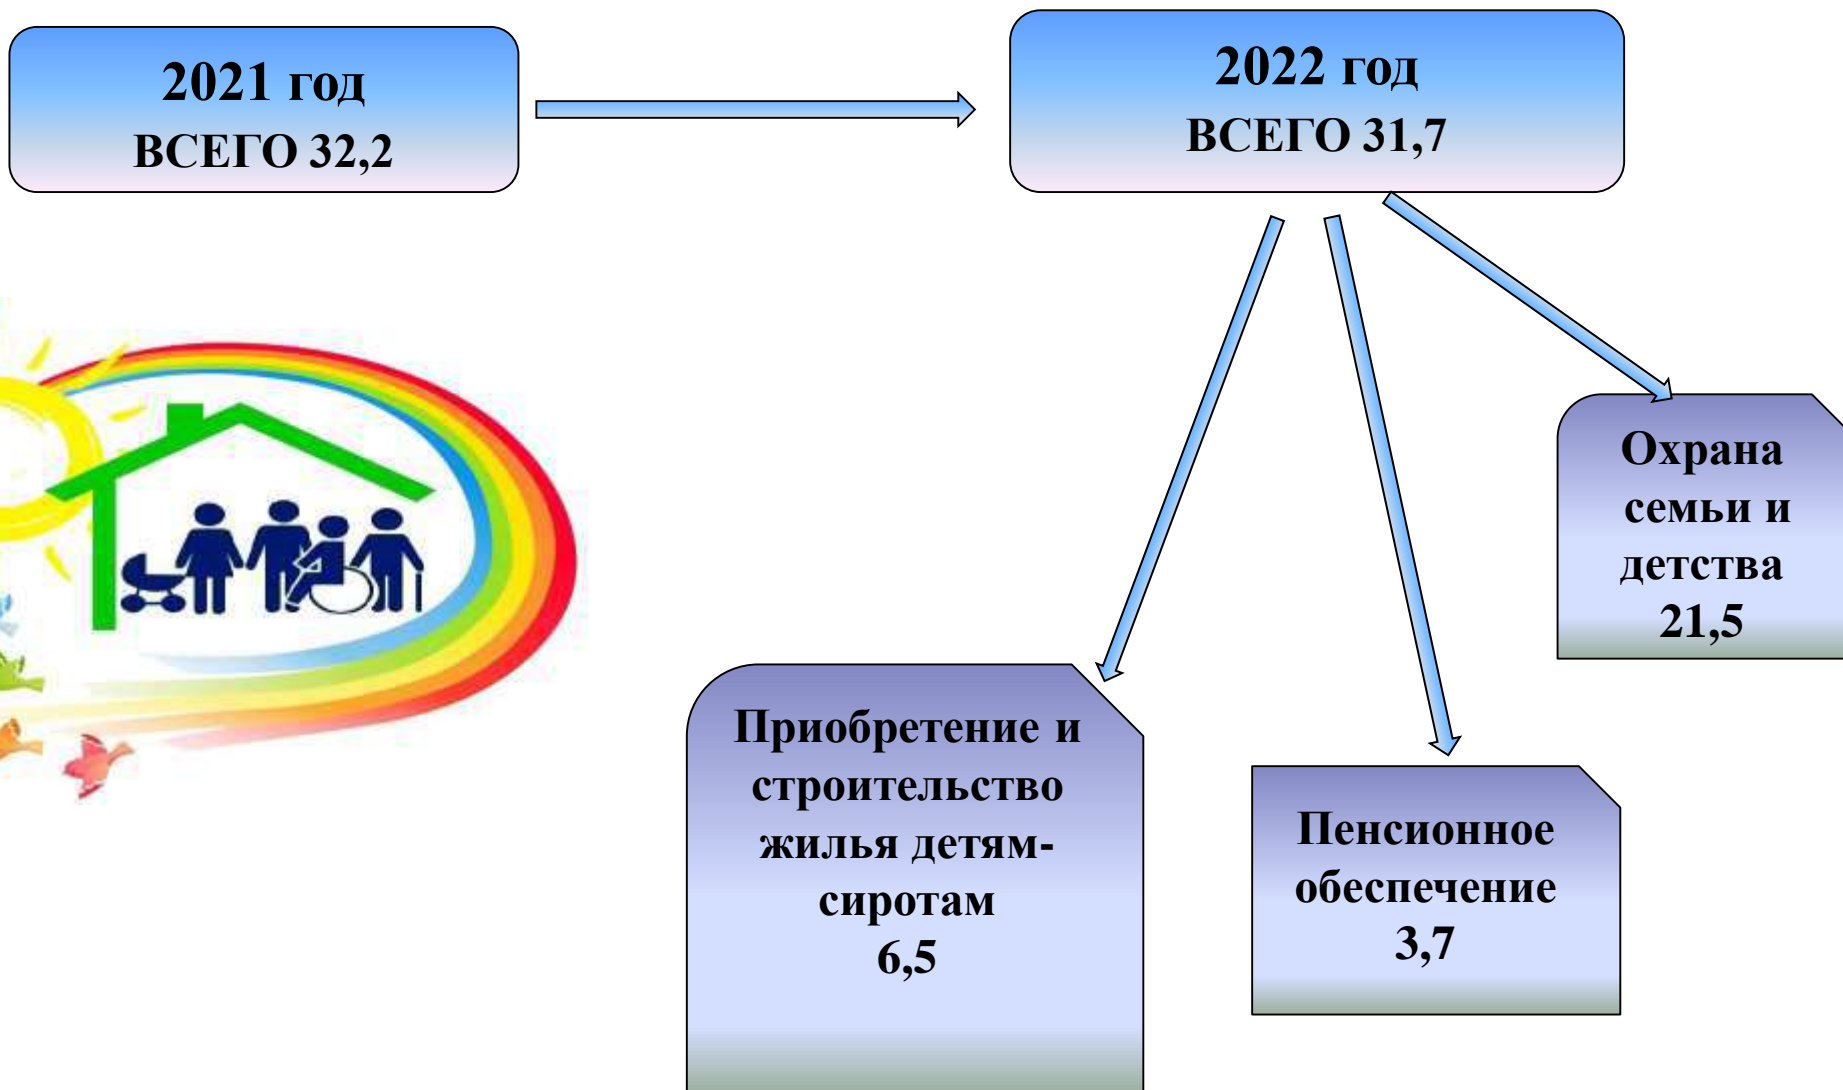 2021 год
ВСЕГО 32,2
2022 год
ВСЕГО 31,7
Охрана
семьи и
детства
21,5
Приобретение и
строительство
жилья детям-
сиротам
6,5
Пенсионное
обеспечение
3,7